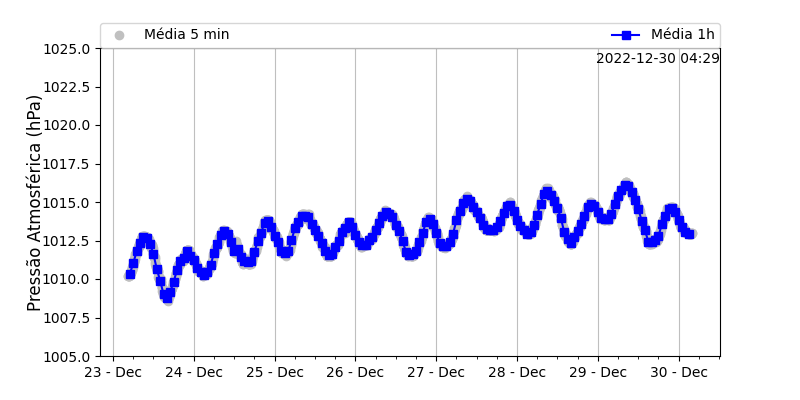 Média 5 min
Média 1h
2022-12-30 04:29
Pressão Atmosférica (hPa)
1025.0
1022.5
1020.0
1017.5
1015.0
1012.5
1010.0
1007.5
1005.0
23 - Dec
24 - Dec
25 - Dec
26 - Dec
27 - Dec
28 - Dec
29 - Dec
30 - Dec